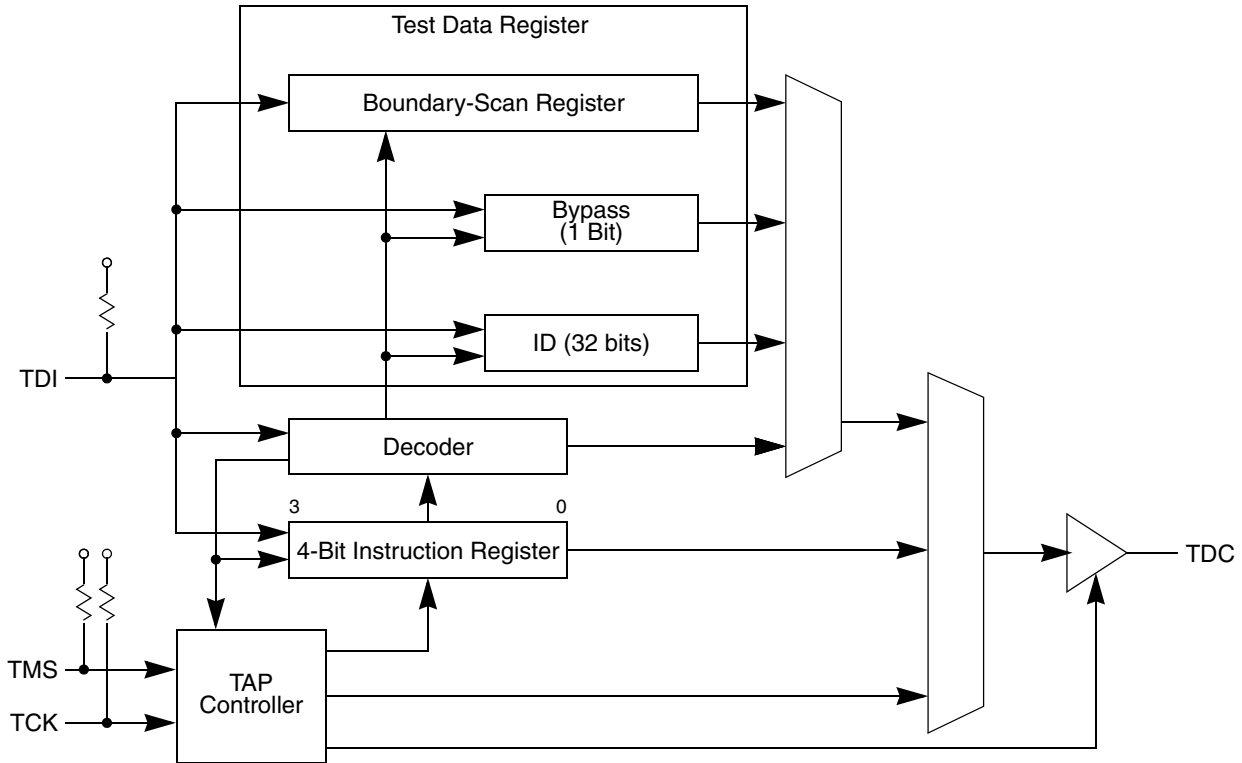 Test Data Register
Boundary-Scan Register
Bypass
(1 Bit)
ID (32 bits)
TDI
Decoder
3 0
4-Bit Instruction Register
TDC
TMS
TAP
Controller
TCK